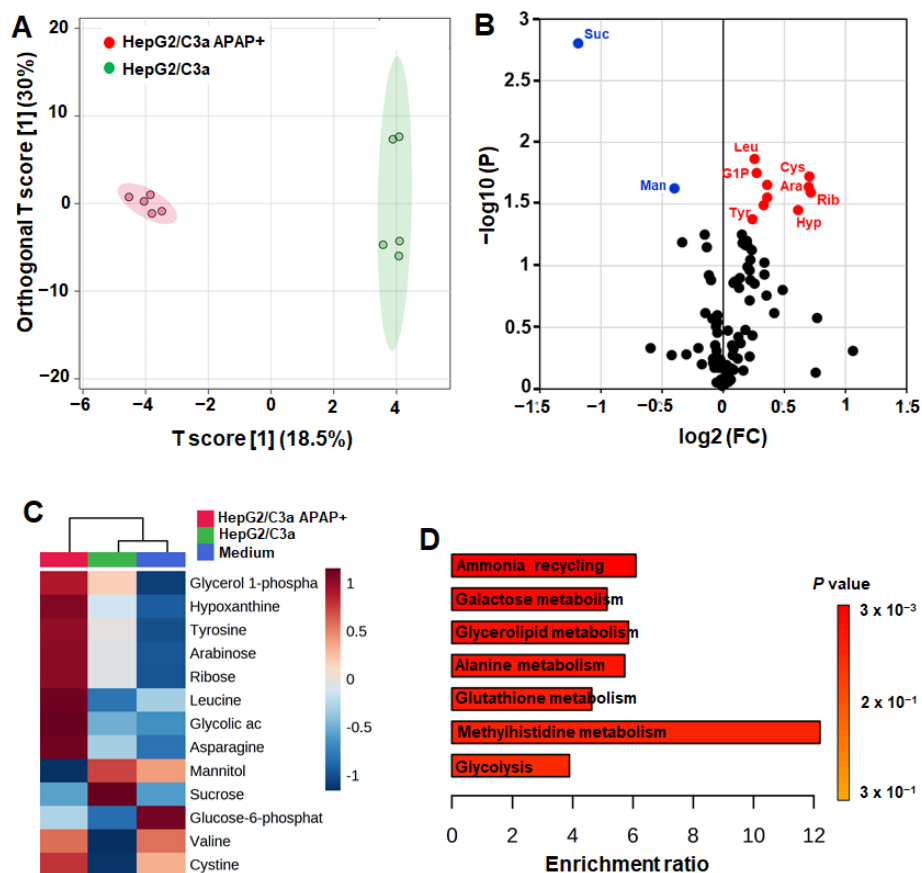 A
HepG2/C3a APAP+
HepG2/C3a
Orthogonal T score [1] (30%)
20
10
0
−10
−20
−6
−4
−2
0
2
4
T score [1] (18.5%)
B
Suc
Leu
G1P
Cys
Ara
Rib
Man
Tyr
Hyp
−log10 (P)
3
2.5
2
1.5
1
0.5
0
−1.5
−1
−0.5
0
0.5
1
1.5
log2 (FC)
C
HepG2/C3a APAP+
HepG2/C3a
Medium
Glycerol 1-phospha
Hypoxanthine
Tyrosine
Arabinose
Ribose
Leucine
Glycolic ac
Asparagine
Mannitol
Sucrose
Glucose-6-phosphat
Valine
Cystine
1
0.5
0
−0.5
−1
D
Ammonia recycling
Galactose metabolism
Glycerolipid metabolism
Alanine metabolism
Glutathione metabolism
Methylhistidine metabolism
Glycolysis
0
2
4
6
8
10
12
Enrichment ratio
P value
3 x 10⁻³
2 x 10⁻¹
3 x 10⁻¹